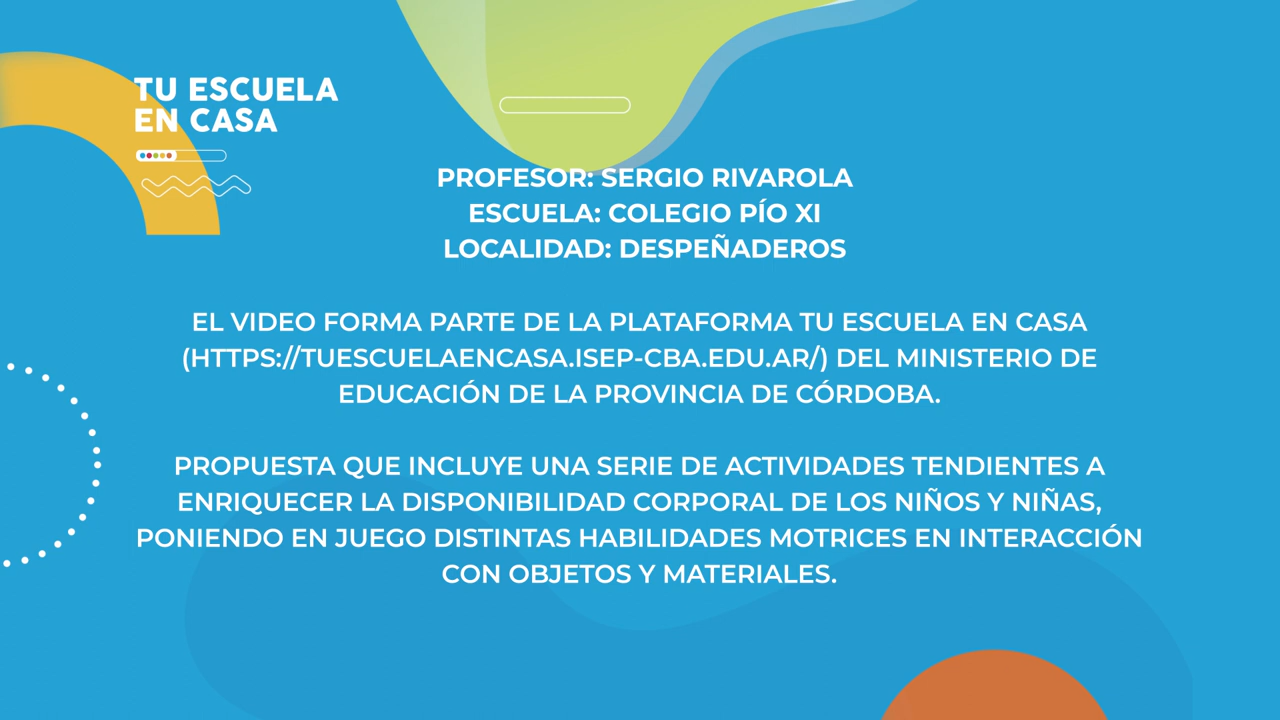 TU ESCUELA
EN CASA
PROFESOR: SERGIO RIVAROLA
ESCUELA: COLEGIO PÍO XI
LOCALIDAD: DESPEÑADEROS
EL VIDEO FORMA PARTE DE LA PLATAFORMA TU ESCUELA EN CASA
(HTTPS://TUESCUELAENCASA.ISEP-CBA.EDU.AR/) DEL MINISTERIO DE
EDUCACIÓN DE LA PROVINCIA DE CÓRDOBA.
PROPUESTA QUE INCLUYE UNA SERIE DE ACTIVIDADES TENDIENTES A
ENRIQUECER LA DISPONIBILIDAD CORPORAL DE LOS NIÑOS Y NIÑAS,
PONIENDO EN JUEGO DISTINTAS HABILIDADES MOTRICES EN INTERACCIÓN
CON OBJETOS Y MATERIALES.